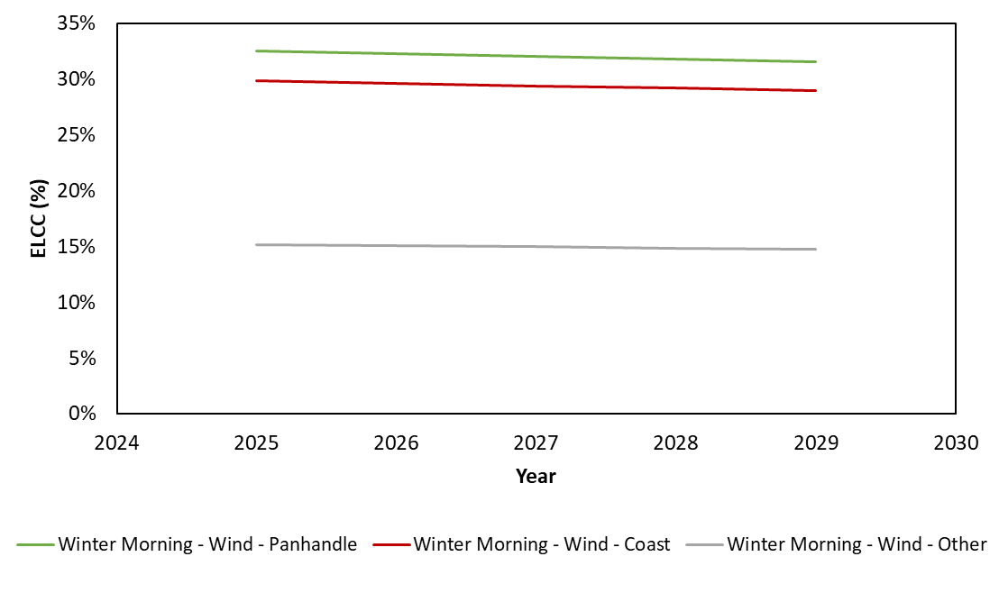 35%
30%
25%
20%
15%
10%
5%
0%
ELCC (%)
2024 2025 2026 2027 2028 2029 2030
Year
Winter Morning - Wind - Panhandle Winter Morning - Wind - Coast Winter Morning - Wind - Other